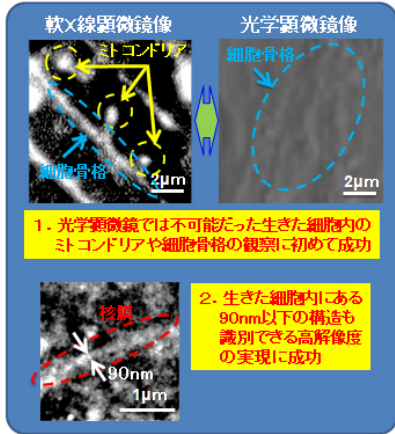 軟X線顕微鏡像
光学顕微鏡像
ミトコンドリア
細胞骨格
2μm
細胞骨格
2μm
1．光学顕微鏡では不可能だった生きた細胞内の
ミトコンドリアや細胞骨格の観察に初めて成功
核膜
90nm
1μm
2．生きた細胞内にある
90nm以下の構造も
識別できる高解像度
の実現に成功